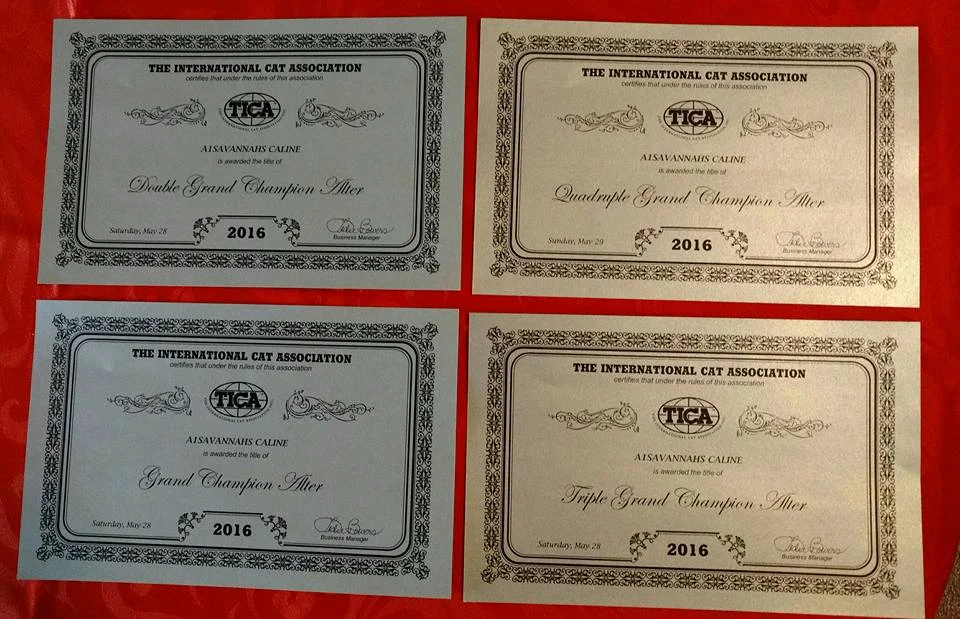 THE INTERNATIONAL CAT ASSOCIATION
certifies that under the rules of this association
TICA
A1SAVANNAHS CALINE
is awarded the title of
Double Grand Champion Alter
Saturday, May 28
2016
Business Manager
THE INTERNATIONAL CAT ASSOCIATION
certifies that under the rules of this association
TICA
A1SAVANNAHS CALINE
is awarded the title of
Quadruple Grand Champion Alter
Sunday, May 29
2016
Business Manager
THE INTERNATIONAL CAT ASSOCIATION
certifies that under the rules of this association
TICA
A1SAVANNAHS CALINE
is awarded the title of
Grand Champion Alter
Saturday, May 28
2016
Business Manager
THE INTERNATIONAL CAT ASSOCIATION
certifies that under the rules of this association
TICA
A1SAVANNAHS CALINE
is awarded the title of
Triple Grand Champion Alter
Saturday, May 28
2016
Business Manager